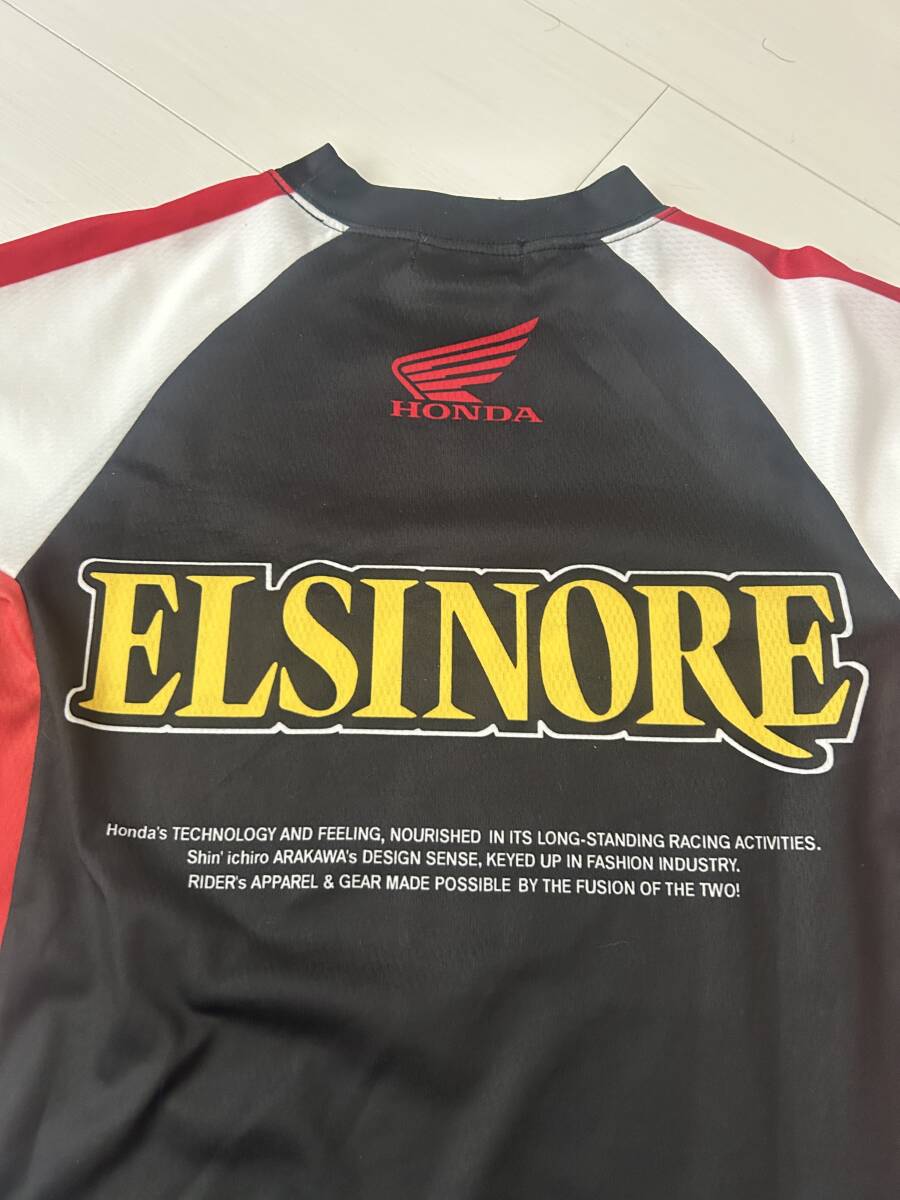 HONDA
ELSINORE
Honda's TECHNOLOGY AND FEELING, NOURISHED IN ITS LONG-STANDING RACING ACTIVITIES.
Shin' ichiro ARAKAWA's DESIGN SENSE, KEYED UP IN FASHION INDUSTRY.
RIDER's APPAREL & GEAR MADE POSSIBLE BY THE FUSION OF THE TWO!